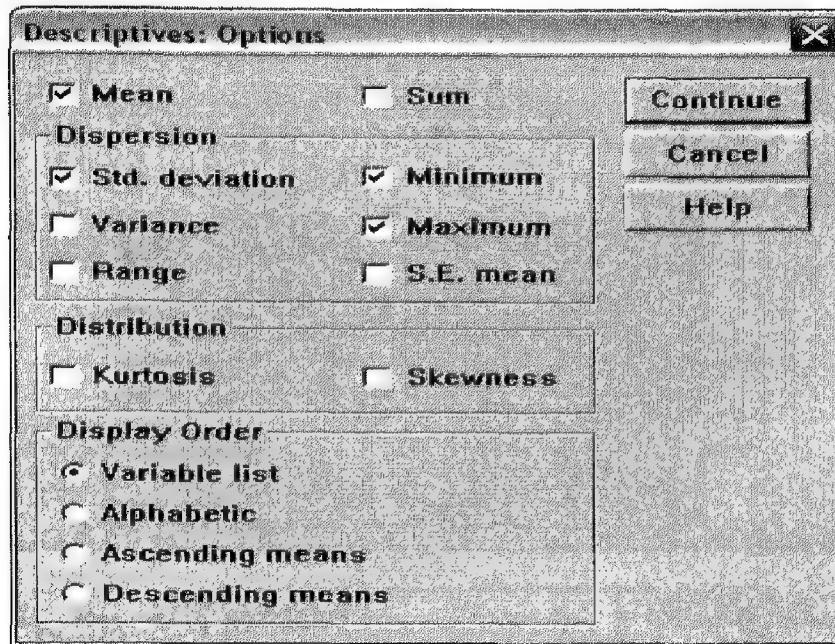 Descriptives: Options
Mean
Sum
Continue
Dispersion
Cancel
Std. deviation
Minimum
Help
Variance
Maximum
Range
S.E. mean
Distribution
Kurtosis
Skewness
Display Order
Variable list
Alphabetic
Ascending means
Descending means